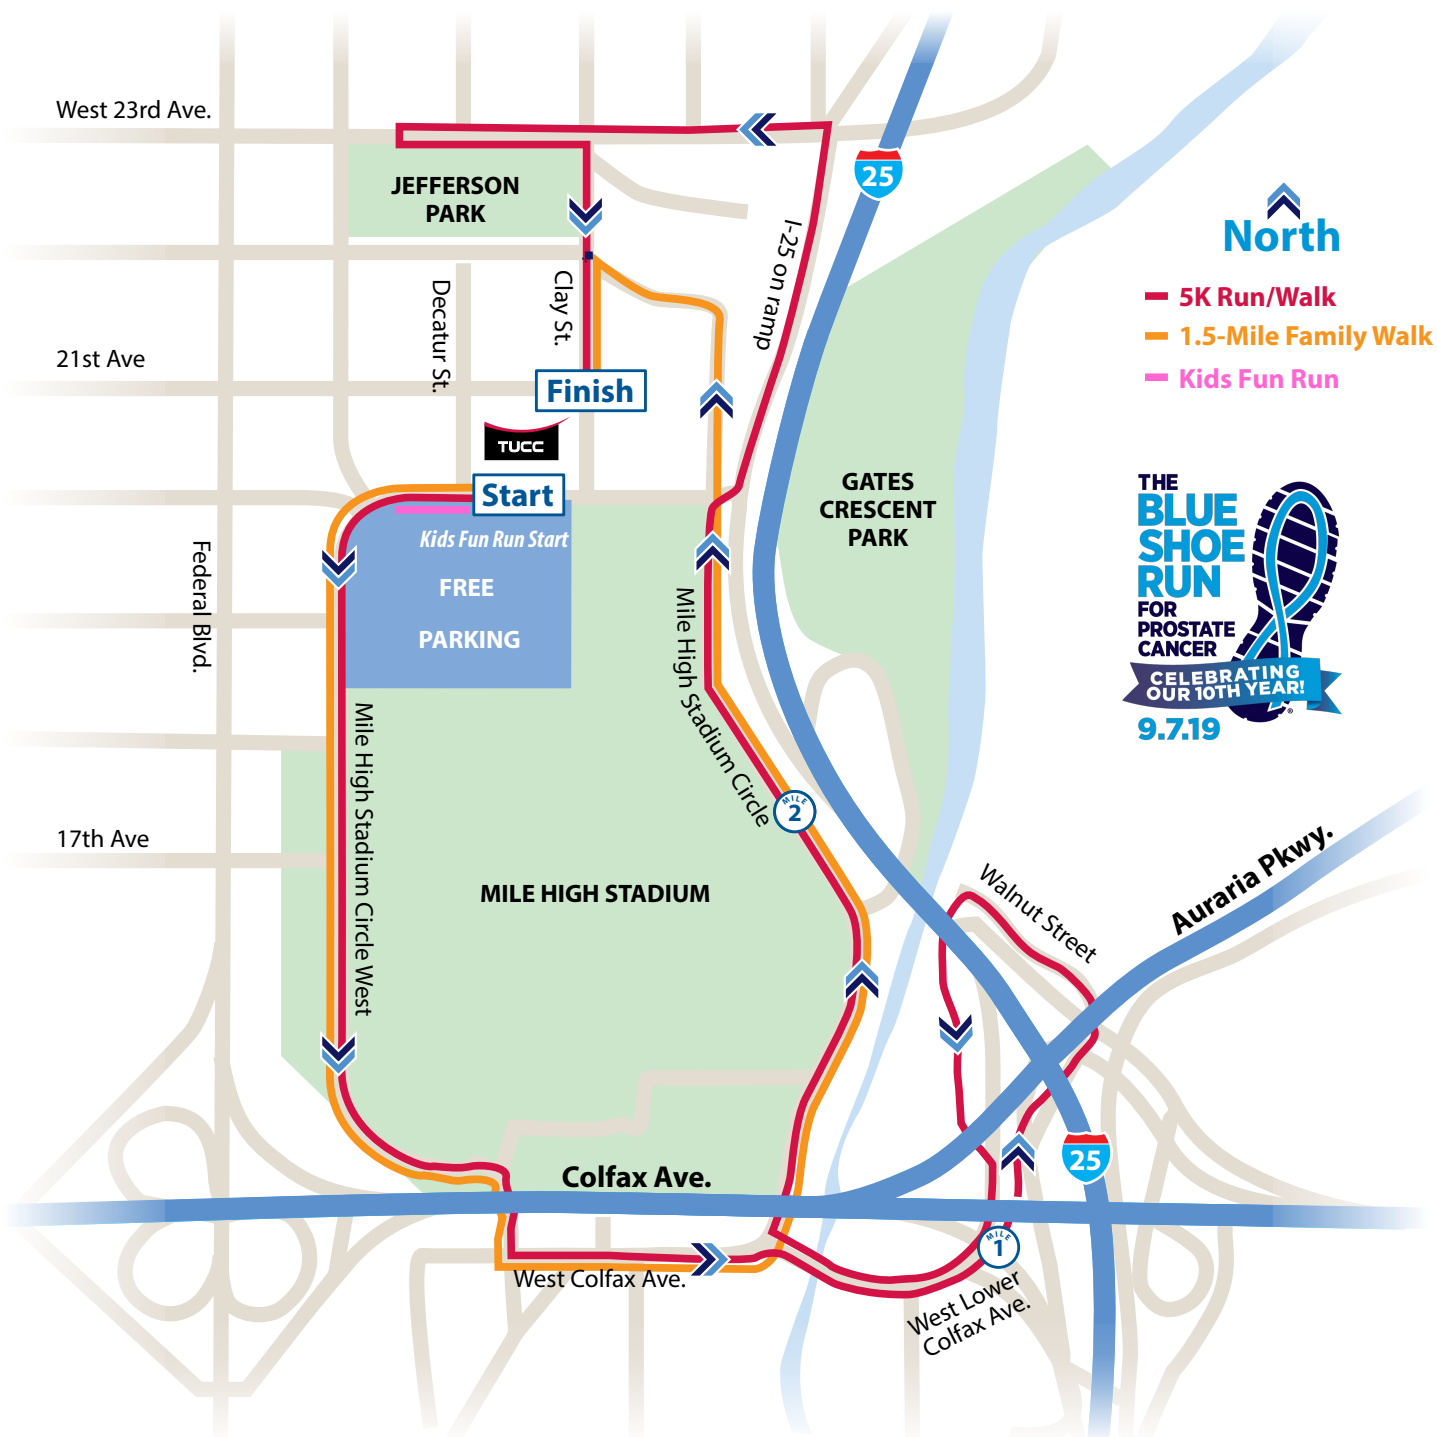 West 23rd Ave.
JEFFERSON
PARK
25
I-25 on ramp
North
5K Run/Walk
1.5-Mile Family Walk
Kids Fun Run
Decatur St.
Clay St.
21st Ave
Finish
TUCC
Start
Kids Fun Run Start
FREE
PARKING
GATES
CRESCENT
PARK
THE
BLUE
SHOE
RUN
FOR
PROSTATE
CANCER
CELEBRATING
OUR 10TH YEAR!
®
9.7.19
Federal Blvd.
Mile High Stadium Circle
Mile High Stadium Circle West
MILE
2
17th Ave
MILE HIGH STADIUM
Walnut Street
Auraria Pkwy.
Colfax Ave.
25
MILE
1
West Colfax Ave.
West Lower
Colfax Ave.